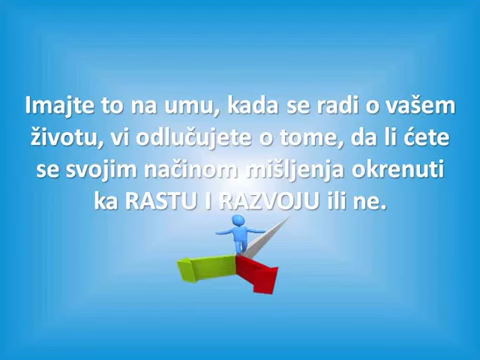 Imajte to na umu, kada se radi o vašem
životu, vi odlučujete o tome, da li ćete
se svojim načinom mišljenja okrenuti
ka RASTU I RAZVOJU ili ne.